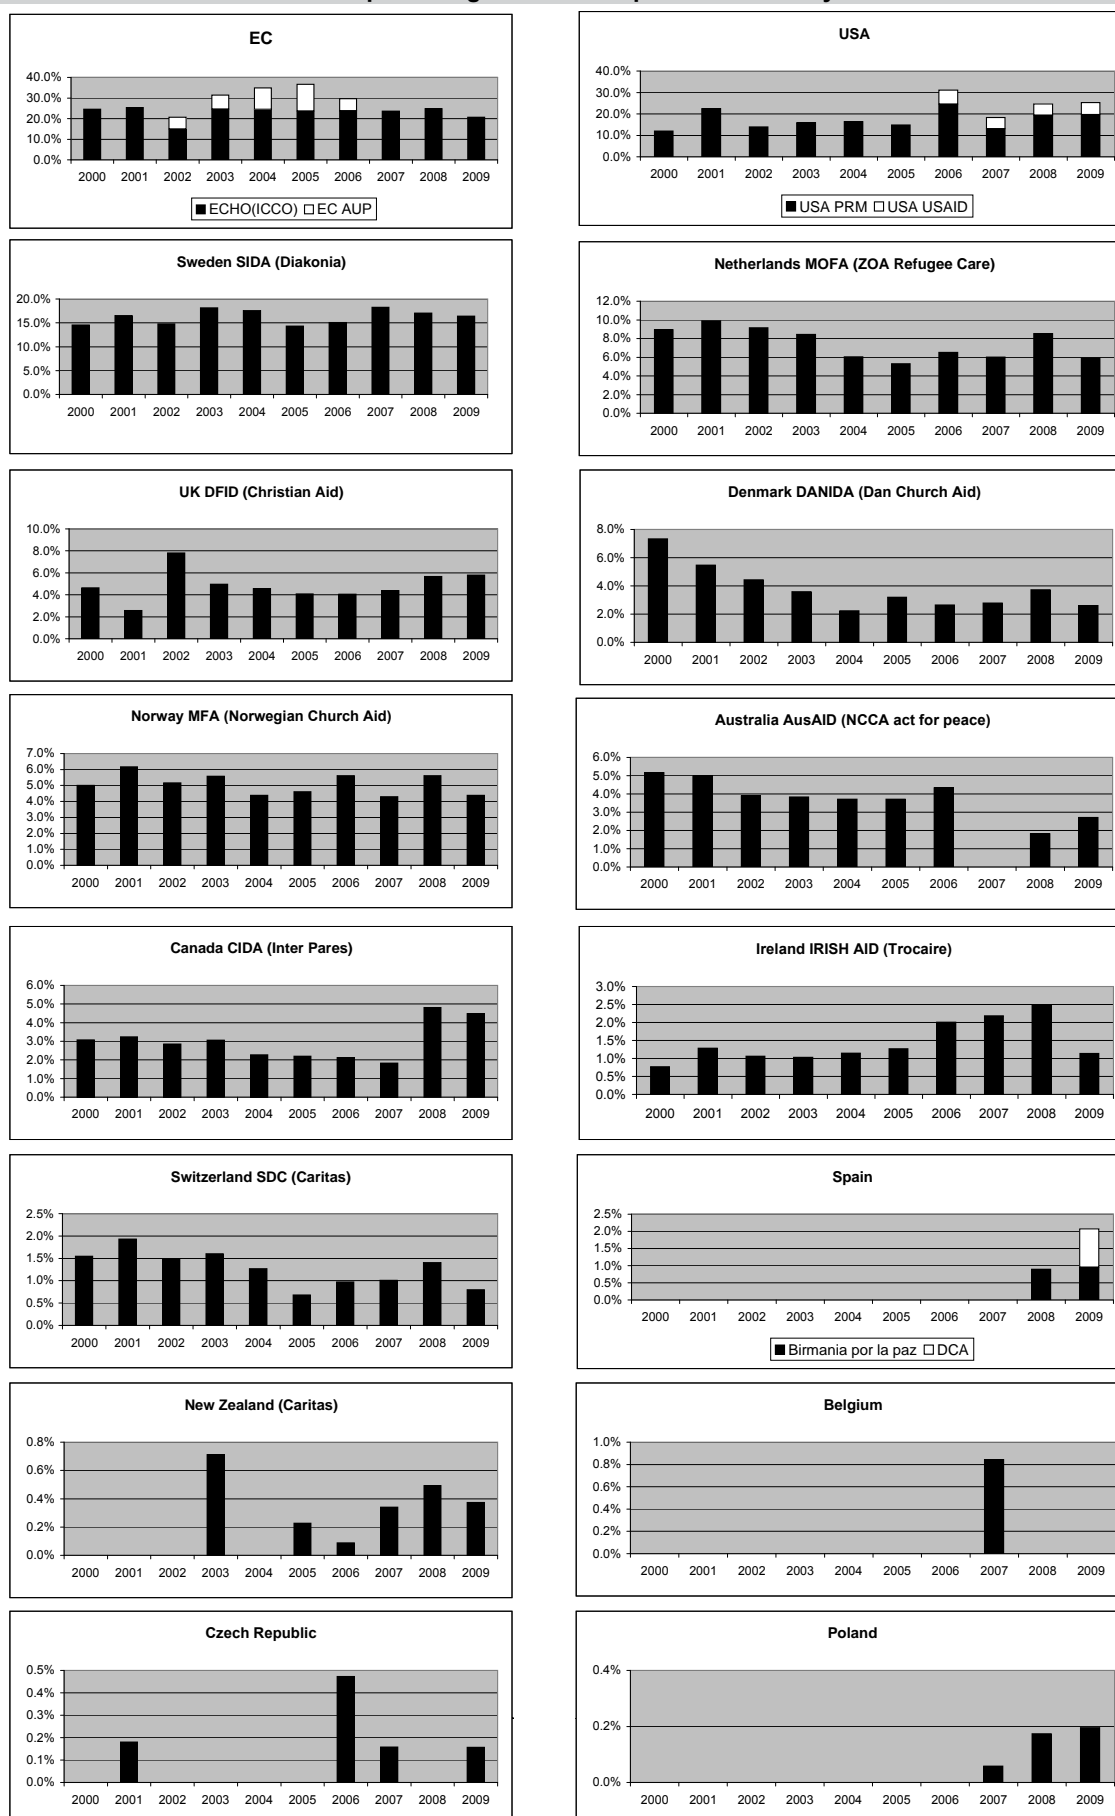 EC
40.0%
30.0%
20.0%
10.0%
0.0%
2000 2001 2002 2003 2004 2005 2006 2007 2008 2009
ECHO(ICCO) EC AUP
USA
40.0%
30.0%
20.0%
10.0%
0.0%
2000 2001 2002 2003 2004 2005 2006 2007 2008 2009
USA PRM USA USAID
Sweden SIDA (Diakonia)
20.0%
15.0%
10.0%
5.0%
0.0%
2000 2001 2002 2003 2004 2005 2006 2007 2008 2009
Netherlands MOFA (ZOA Refugee Care)
12.0%
10.0%
8.0%
6.0%
4.0%
2.0%
0.0%
2000 2001 2002 2003 2004 2005 2006 2007 2008 2009
UK DFID (Christian Aid)
10.0%
8.0%
6.0%
4.0%
2.0%
0.0%
2000 2001 2002 2003 2004 2005 2006 2007 2008 2009
Denmark DANIDA (Dan Church Aid)
8.0%
6.0%
4.0%
2.0%
0.0%
2000 2001 2002 2003 2004 2005 2006 2007 2008 2009
Norway MFA (Norwegian Church Aid)
7.0%
6.0%
5.0%
4.0%
3.0%
2.0%
1.0%
0.0%
2000 2001 2002 2003 2004 2005 2006 2007 2008 2009
Australia AusAID (NCCA act for peace)
6.0%
5.0%
4.0%
3.0%
2.0%
1.0%
0.0%
2000 2001 2002 2003 2004 2005 2006 2007 2008 2009
Canada CIDA (Inter Pares)
6.0%
5.0%
4.0%
3.0%
2.0%
1.0%
0.0%
2000 2001 2002 2003 2004 2005 2006 2007 2008 2009
Ireland IRISH AID (Trocaire)
3.0%
2.5%
2.0%
1.5%
1.0%
0.5%
0.0%
2000 2001 2002 2003 2004 2005 2006 2007 2008 2009
Switzerland SDC (Caritas)
2.5%
2.0%
1.5%
1.0%
0.5%
0.0%
2000 2001 2002 2003 2004 2005 2006 2007 2008 2009
Spain
2.5%
2.0%
1.5%
1.0%
0.5%
0.0%
2000 2001 2002 2003 2004 2005 2006 2007 2008 2009
Birmania por la paz DCA
New Zealand (Caritas)
0.8%
0.6%
0.4%
0.2%
0.0%
2000 2001 2002 2003 2004 2005 2006 2007 2008 2009
Belgium
1.0%
0.8%
0.6%
0.4%
0.2%
0.0%
2000 2001 2002 2003 2004 2005 2006 2007 2008 2009
Czech Republic
0.5%
0.4%
0.3%
0.2%
0.1%
0.0%
2000 2001 2002 2003 2004 2005 2006 2007 2008 2009
Poland
0.4%
0.2%
0.0%
2000 2001 2002 2003 2004 2005 2006 2007 2008 2009